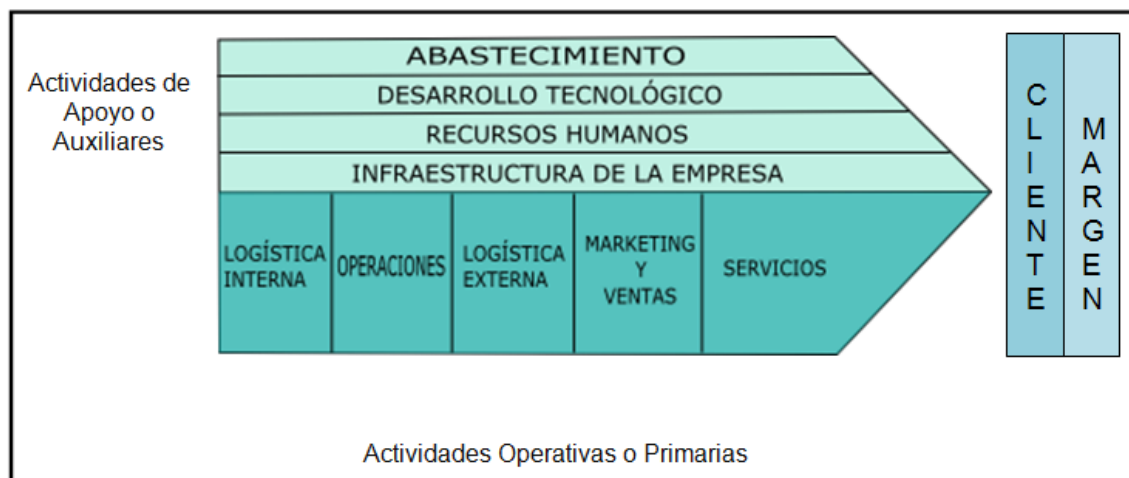 Actividades de
Apoyo o
Auxiliares
ABASTECIMIENTO
DESARROLLO TECNOLÓGICO
RECURSOS HUMANOS
INFRAESTRUCTURA DE LA EMPRESA
LOGÍSTICA
INTERNA
OPERACIONES
LOGÍSTICA
EXTERNA
MARKETING
Y
VENTAS
SERVICIOS
CLIENTE
MARGEN
Actividades Operativas o Primarias